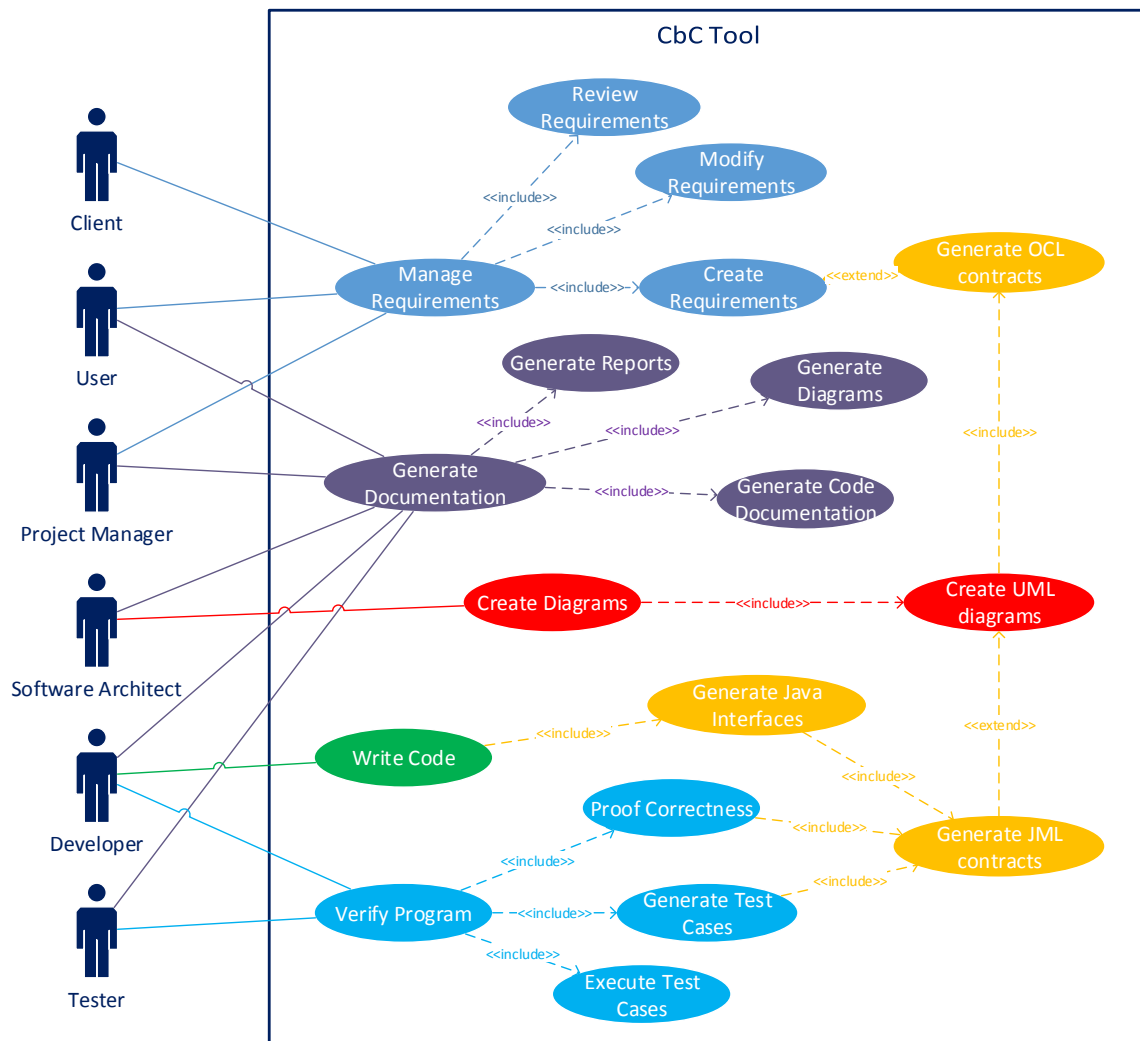 CbC Tool
Review
Requirements
Modify
Requirements
Client
<<include>>
<<include>>
Generate OCL
contracts
Manage
Requirements
<<include>>
Create
Requirements
<<extend>>
User
Generate Reports
Generate
Diagrams
<<include>>
<<include>>
<<include>>
Generate
Documentation
<<include>>
Generate Code
Documentation
Project Manager
Create Diagrams
<<include>>
Create UML
diagrams
Software Architect
Generate Java
Interfaces
<<extend>>
<<include>>
Write Code
<<include>>
Proof Correctness
<<include>>
Developer
Generate JML
contracts
<<include>>
<<include>>
Verify Program
<<include>>
Generate Test
Cases
<<include>>
Execute Test
Cases
Tester